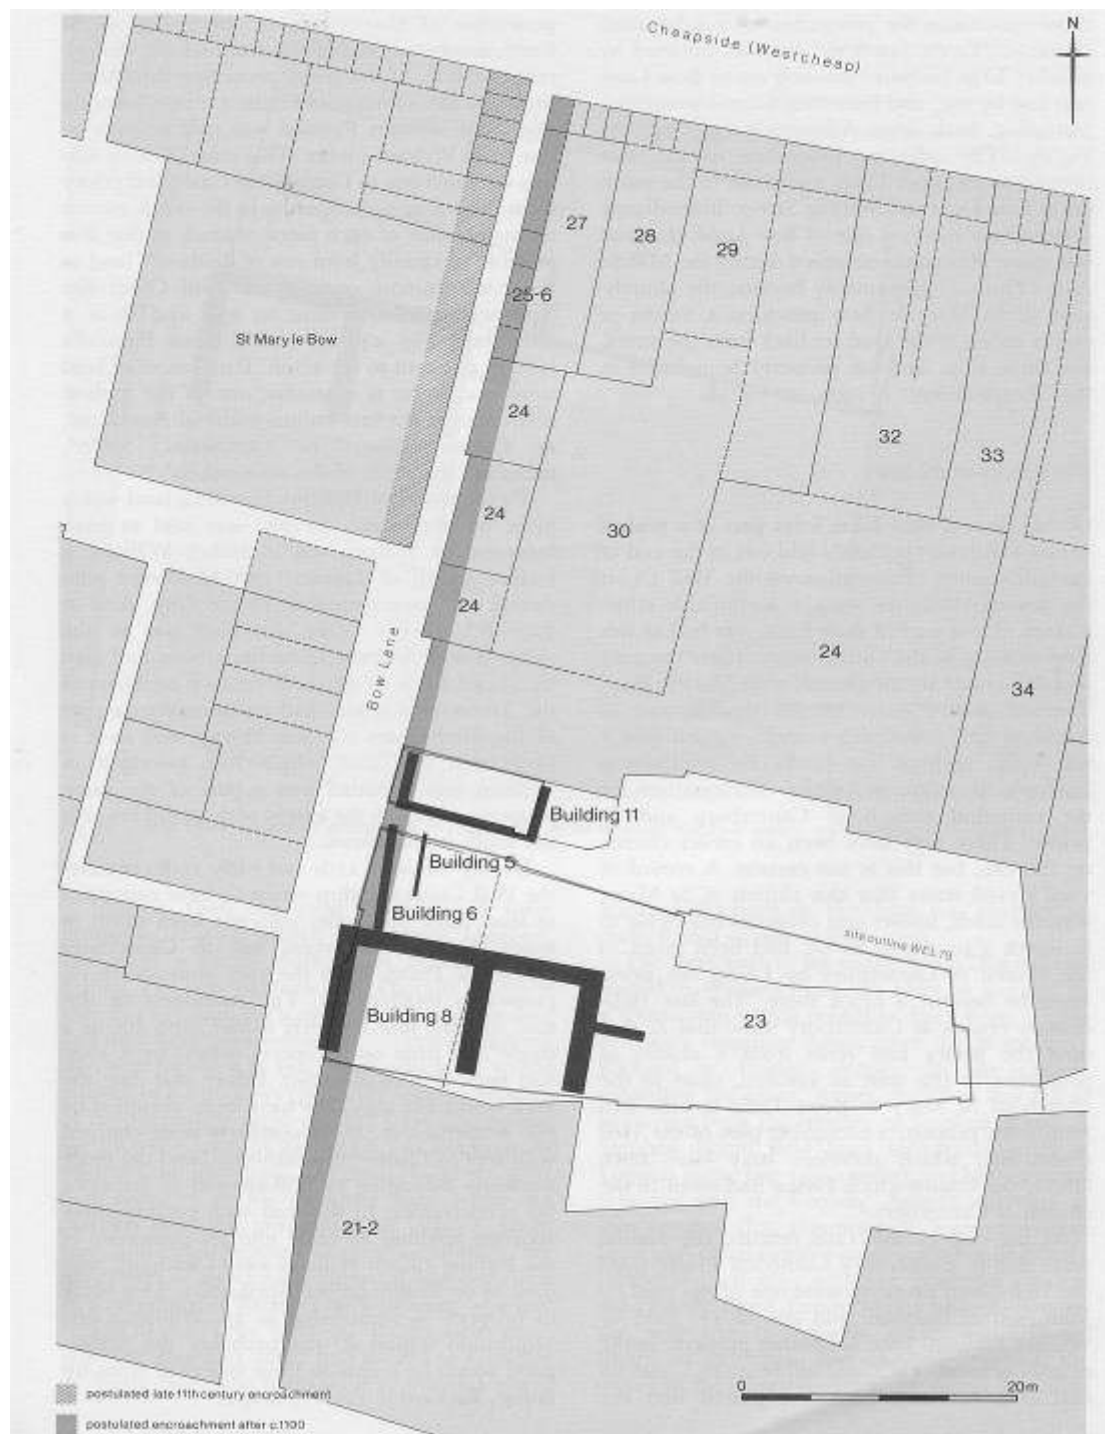 Cheapside (Westcheap)
N
27
28
29
25-6
St Mary le Bow
24
32
33
24
30
24
Bow Lane
24
34
Building 11
Building 5
Building 6
site outline WEL79
Building 8
23
21-2
0 20m
postulated late 11th century encroachment
postulated encroachment after c.1100